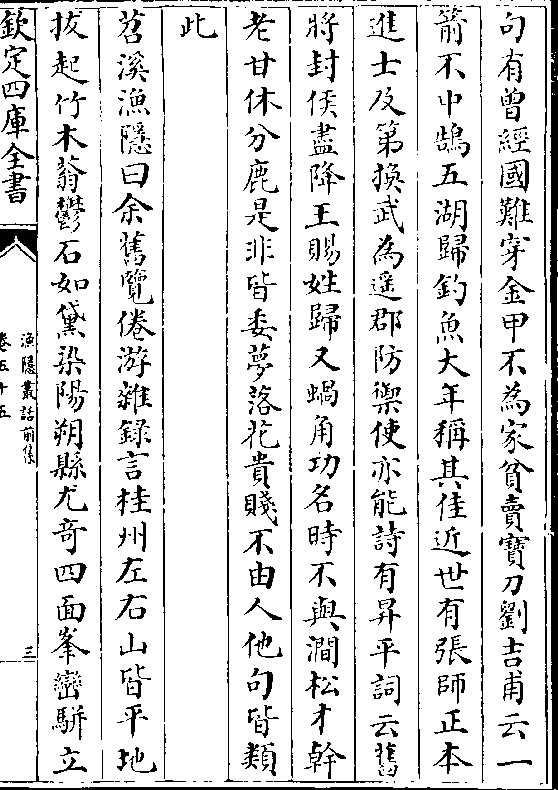 句有曾經國難穿金甲不為家貧賣寶刀劉吉甫云一
箭不中鵠五湖歸釣魚大年稱其佳近世有張師正本
進士及第換武為遥郡防禦使亦能詩有昇平詞云舊
將封侯盡降王賜姓歸又蝸角功名時不與澗松才幹
老甘休分鹿是非皆委夢落花貴賤不由人他句皆類
此
苕溪漁隱曰余舊覽倦游雜録言桂州左右山皆平地
拔起竹木蓊鬱石如黛染陽朔縣尤奇四面峯巒駢立
欽定四庫全書
漁隱叢話前集
卷五十五
三